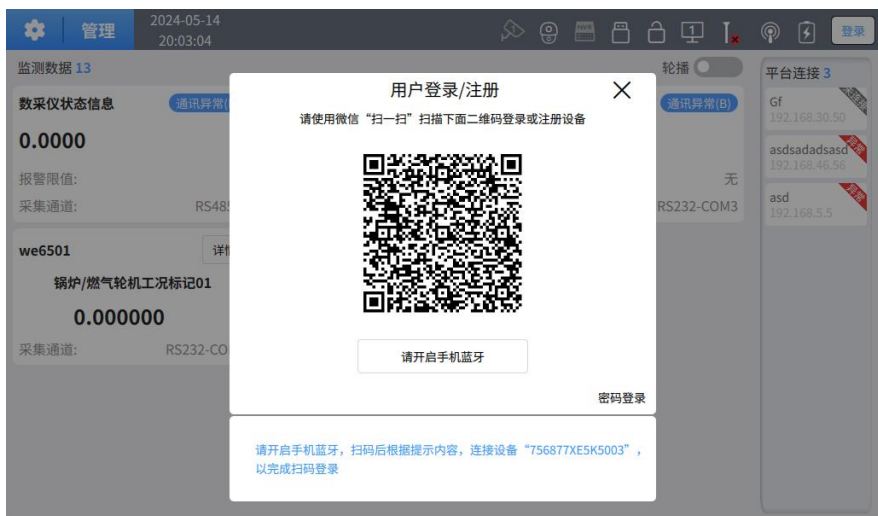 管理
2024-05-14
20:03:04
登录
监测数据 13
轮播
平台连接 3
数采仪状态信息
通讯异常(
通讯异常(B)
0.0000
报警限值:
无
采集通道:
RS485
RS232-COM3
we6501
详情
锅炉/燃气轮机工况标记01
0.000000
采集通道:
RS232-CO
用户登录/注册
请使用微信“扫一扫”扫描下面二维码登录或注册设备
请开启手机蓝牙
密码登录
请开启手机蓝牙，扫码后根据提示内容，连接设备“756877XE5K5003”，
以完成扫码登录
Gf
192.168.30.50
asdsadadsasd
异常
192.168.46.56
asd
异常
192.168.5.5